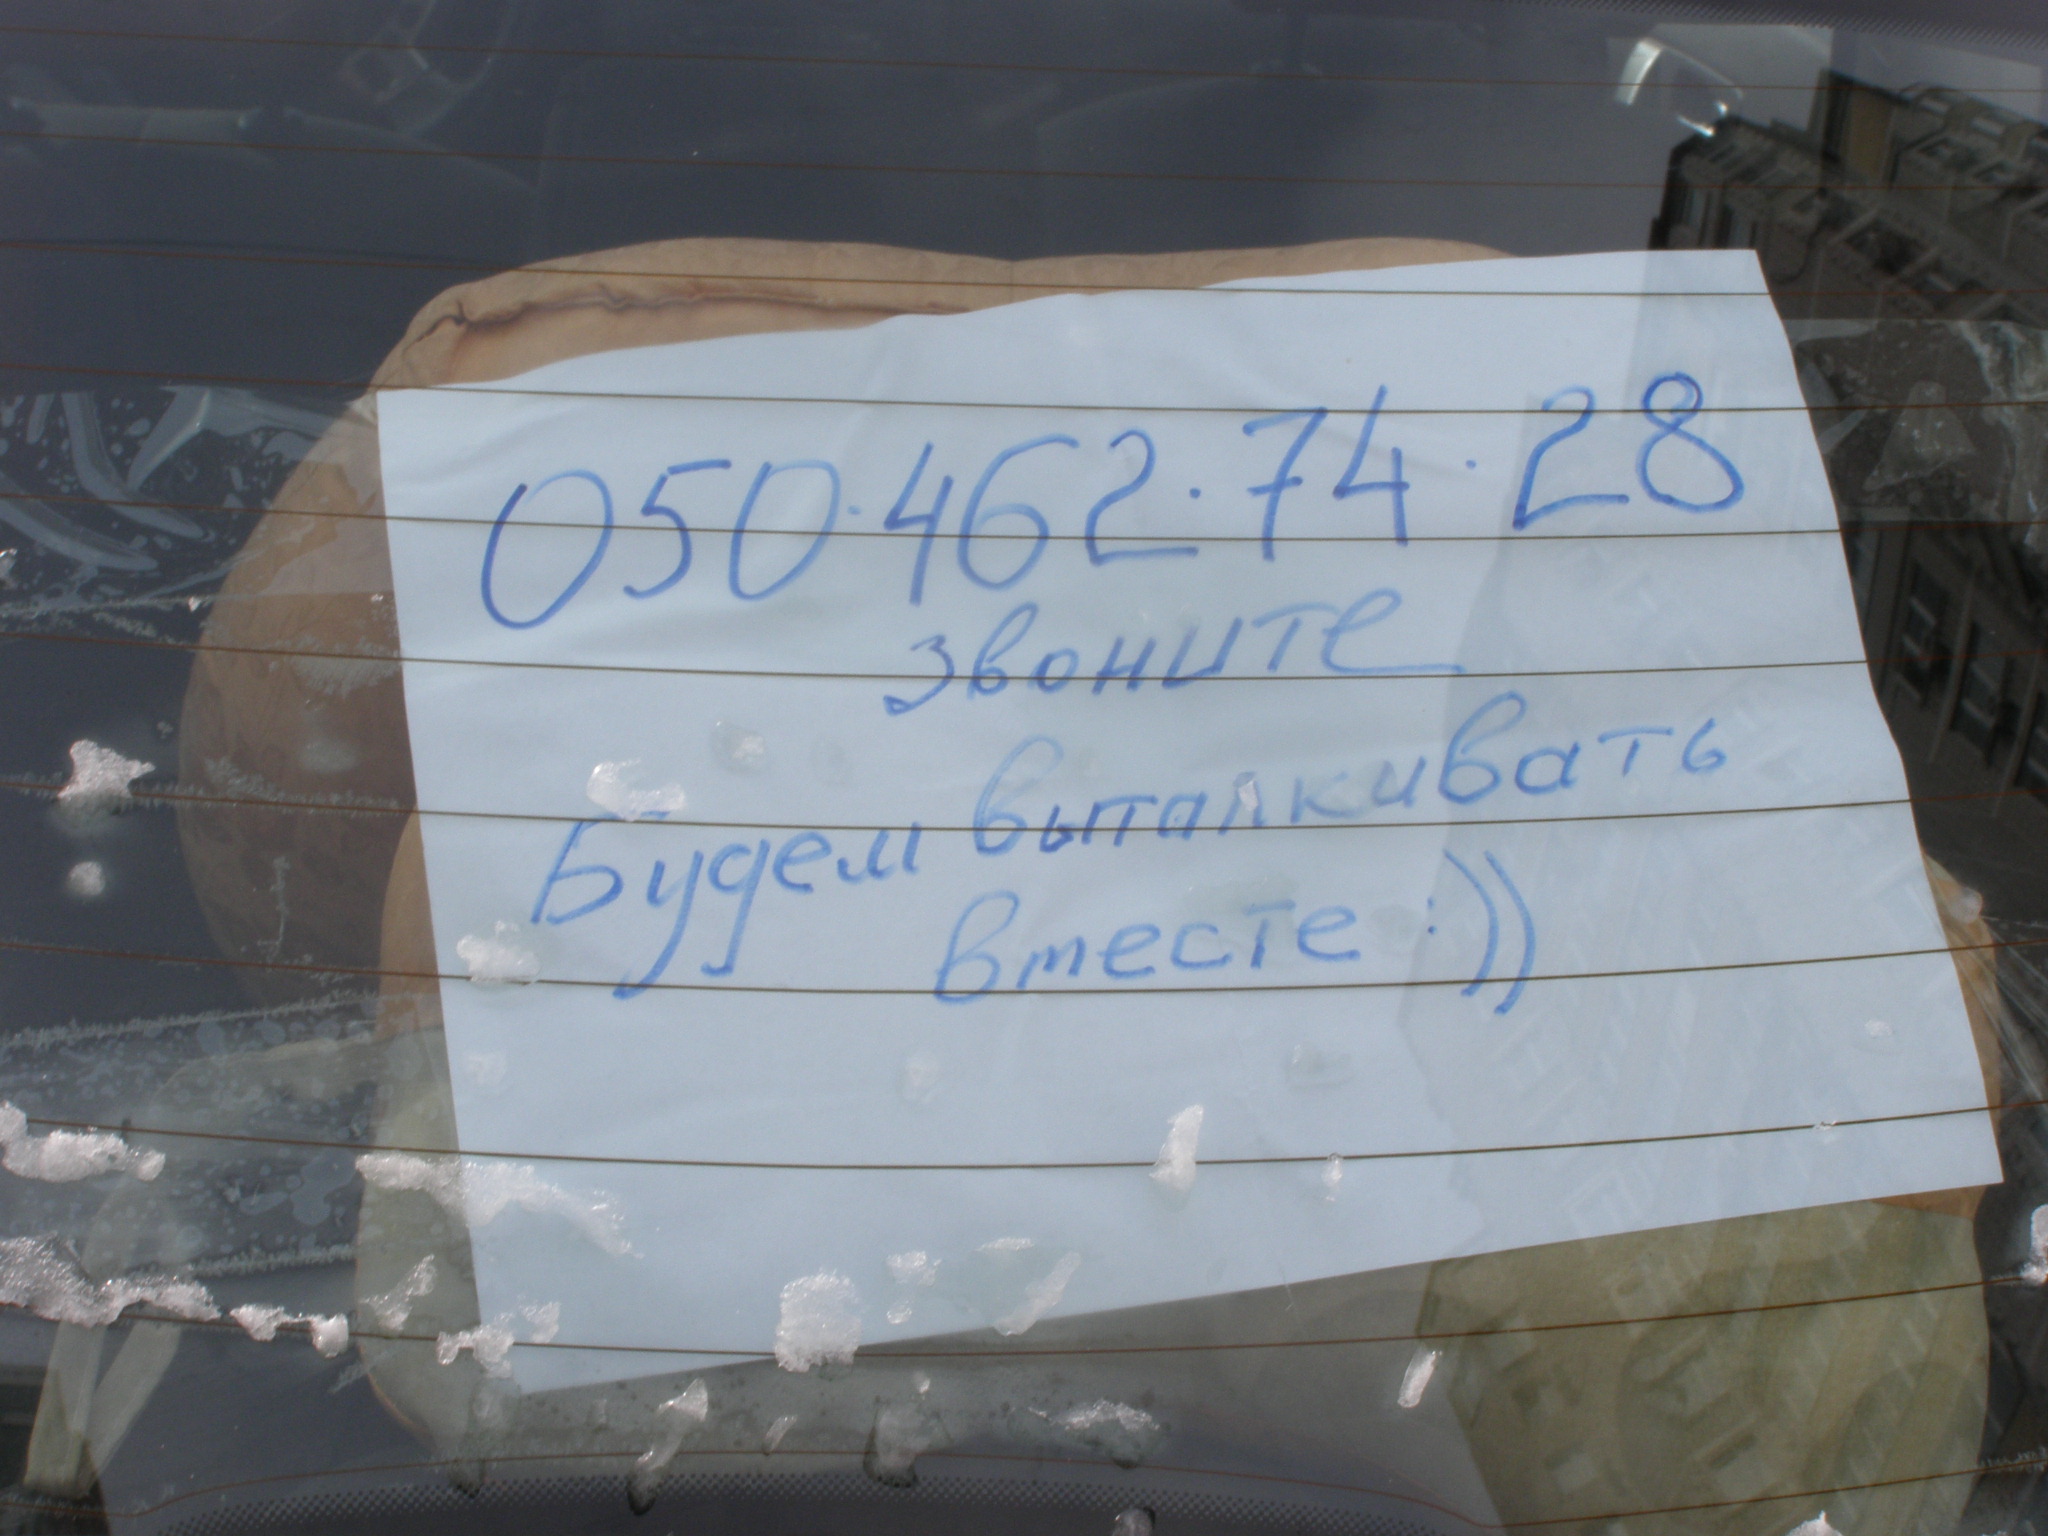 050·462·74·28
звоните
Будем выталкивать
вместе :))